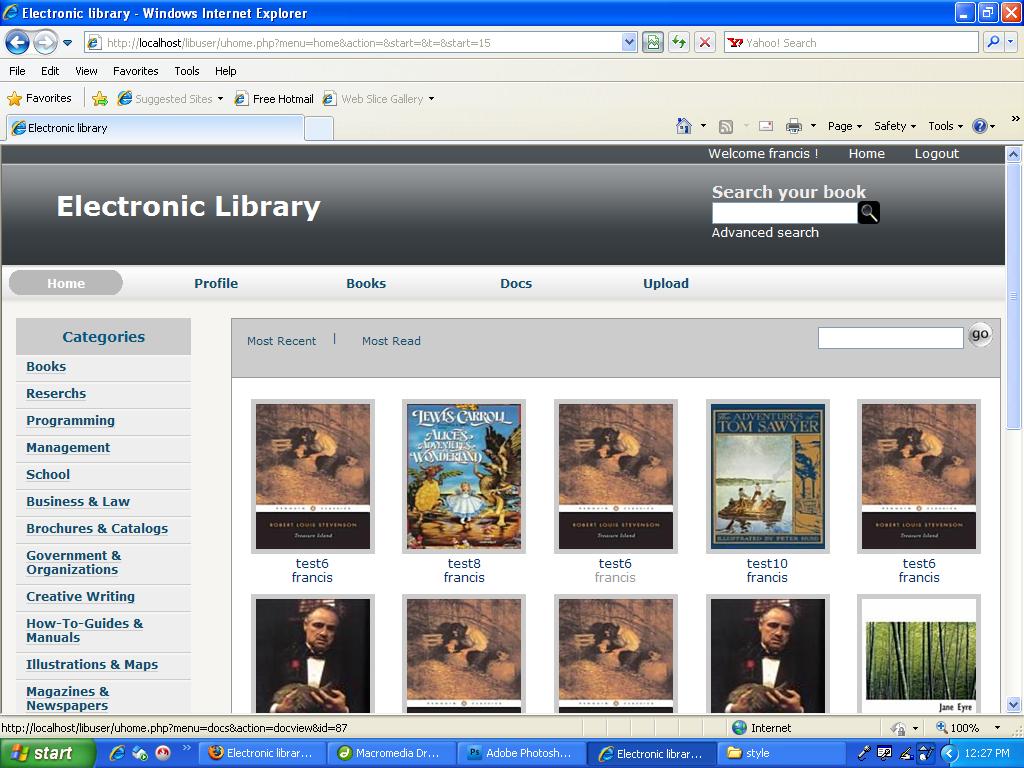 Electronic library - Windows Internet Explorer
http://localhost/libuser/uhome.php?menu=home&action=&start=&t=&start=15
Yahoo! Search
File Edit View Favorites Tools Help
Favorites Suggested Sites Free Hotmail Web Slice Gallery
Electronic library
Page Safety Tools
Welcome francis ! Home Logout
Electronic Library
Search your book
Advanced search
Home Profile Books Docs Upload
Categories
Books
Reserchs
Programming
Management
School
Business & Law
Brochures & Catalogs
Government &
Organizations
Creative Writing
How-To-Guides &
Manuals
Illustrations & Maps
Magazines &
Newspapers
Most Recent | Most Read
go
PENGUIN CLASSICS
ROBERT LOUIS STEVENSON
Treasure Island
LEWIS CARROLL
ALICE'S
ADVENTURES IN
WONDERLAND
PENGUIN CLASSICS
ROBERT LOUIS STEVENSON
Treasure Island
THE ADVENTURES OF
TOM SAWYER
ILLUSTRATED BY PETER HURD
PENGUIN CLASSICS
ROBERT LOUIS STEVENSON
Treasure Island
test6 test8 test6 test10 test6
francis francis francis francis francis
Jane Eyre
http://localhost/libuser/uhome.php?menu=docs&action=docview&id=87
Internet
100%
start
Electronic librar...
Macromedia Dr...
Adobe Photosh...
Electronic librar...
style
12:27 PM